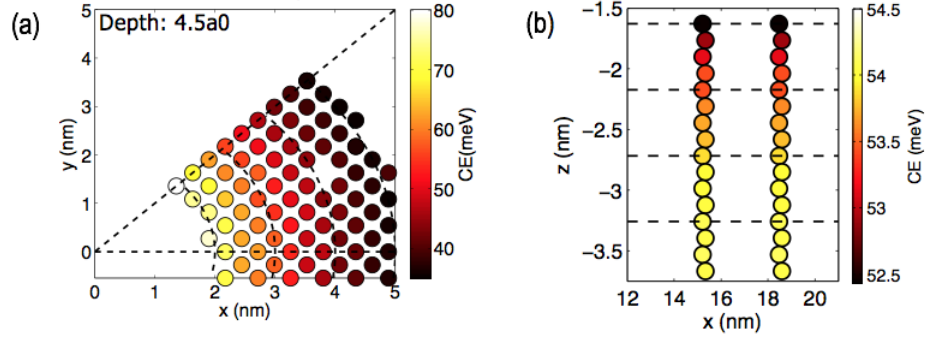 (a)
Depth: 4.5a0
y (nm)
5
4
3
2
1
0
0 1 2 3 4 5
x (nm)
80
70
60
50
40
CE(meV)
(b)
z (nm)
−1.5
−2
−2.5
−3
−3.5
12 14 16 18 20
x (nm)
54.5
54
53.5
53
52.5
CE(meV)